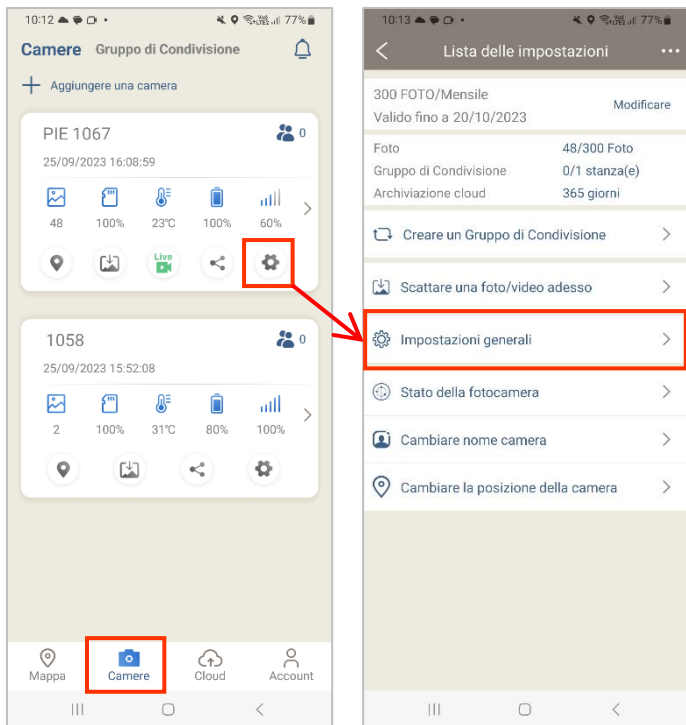 10:12 77%
Camere Gruppo di Condivisione
Aggiungere una camera
PIE 1067 0
25/09/2023 16:08:59
48 100% 23°C 100% 60%
Live
1058 0
25/09/2023 15:52:08
2 100% 31°C 80% 100%
Mappa Camere Cloud Account
10:13 77%
Lista delle impostazioni
300 FOTO/Mensile
Modificare
Valido fino a 20/10/2023
Foto 48/300 Foto
Gruppo di Condivisione 0/1 stanza(e)
Archiviazione cloud 365 giorni
Creare un Gruppo di Condivisione
Scattare una foto/video adesso
Impostazioni generali
Stato della fotocamera
Cambiare nome camera
Cambiare la posizione della camera